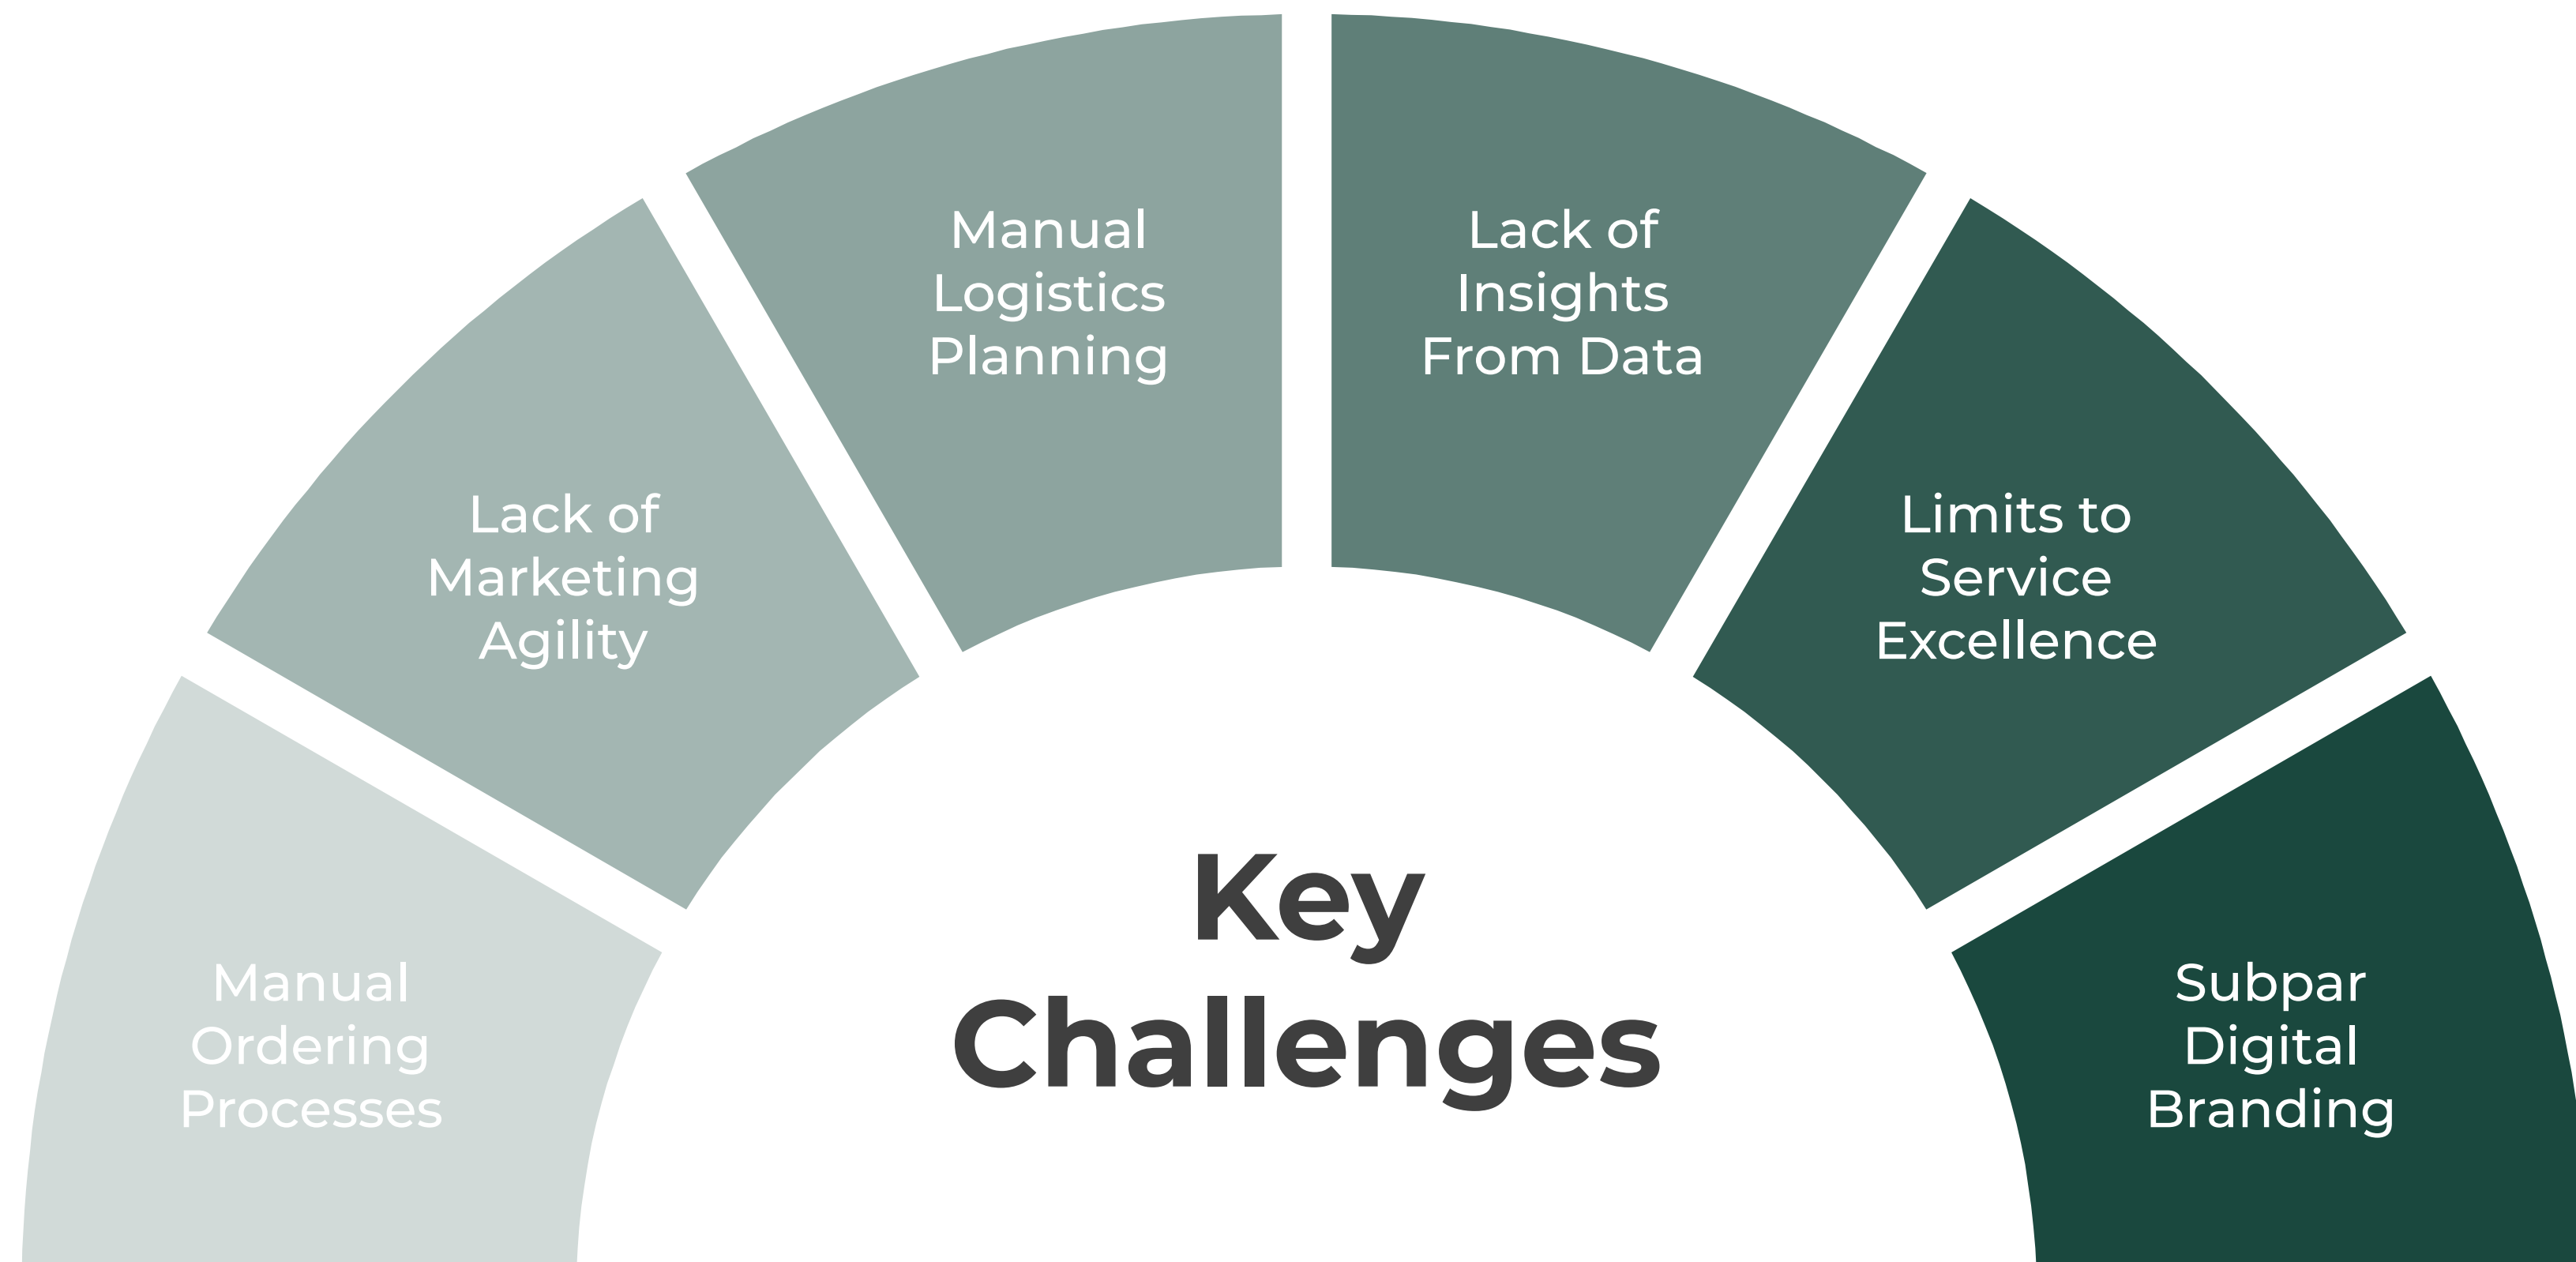 Manual
Ordering
Processes
Lack of
Marketing
Agility
Manual
Logistics
Planning
Lack of
Insights
From Data
Limits to
Service
Excellence
Subpar
Digital
Branding
Key
Challenges